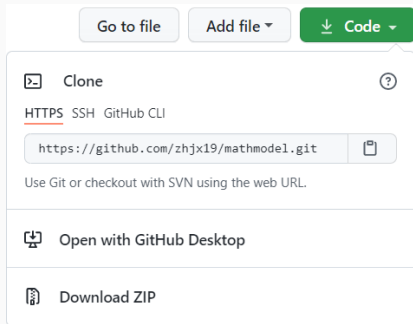 Go to file Add file Code
Clone
HTTPS SSH GitHub CLI
https://github.com/zhjx19/mathmodel.git
Use Git or checkout with SVN using the web URL.
Open with GitHub Desktop
Download ZIP